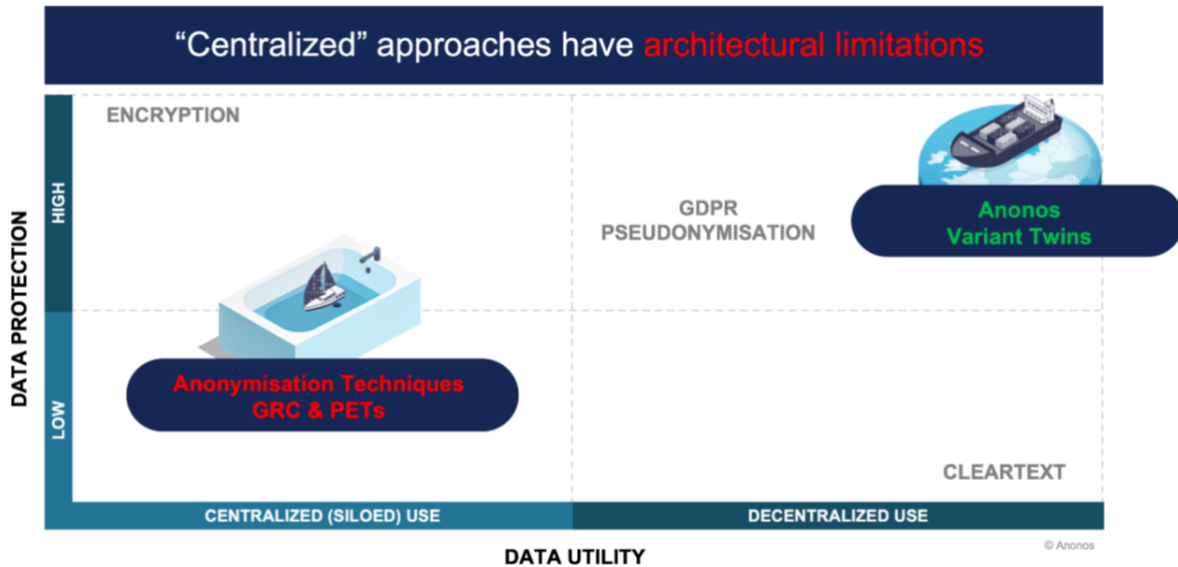 “Centralized” approaches have architectural limitations
ENCRYPTION
GDPR
PSEUDONYMISATION
Anonos
Variant Twins
Anonymisation Techniques
GRC & PETs
CLEARTEXT
DATA PROTECTION
HIGH
LOW
CENTRALIZED (SILOED) USE
DECENTRALIZED USE
© Anonos
DATA UTILITY